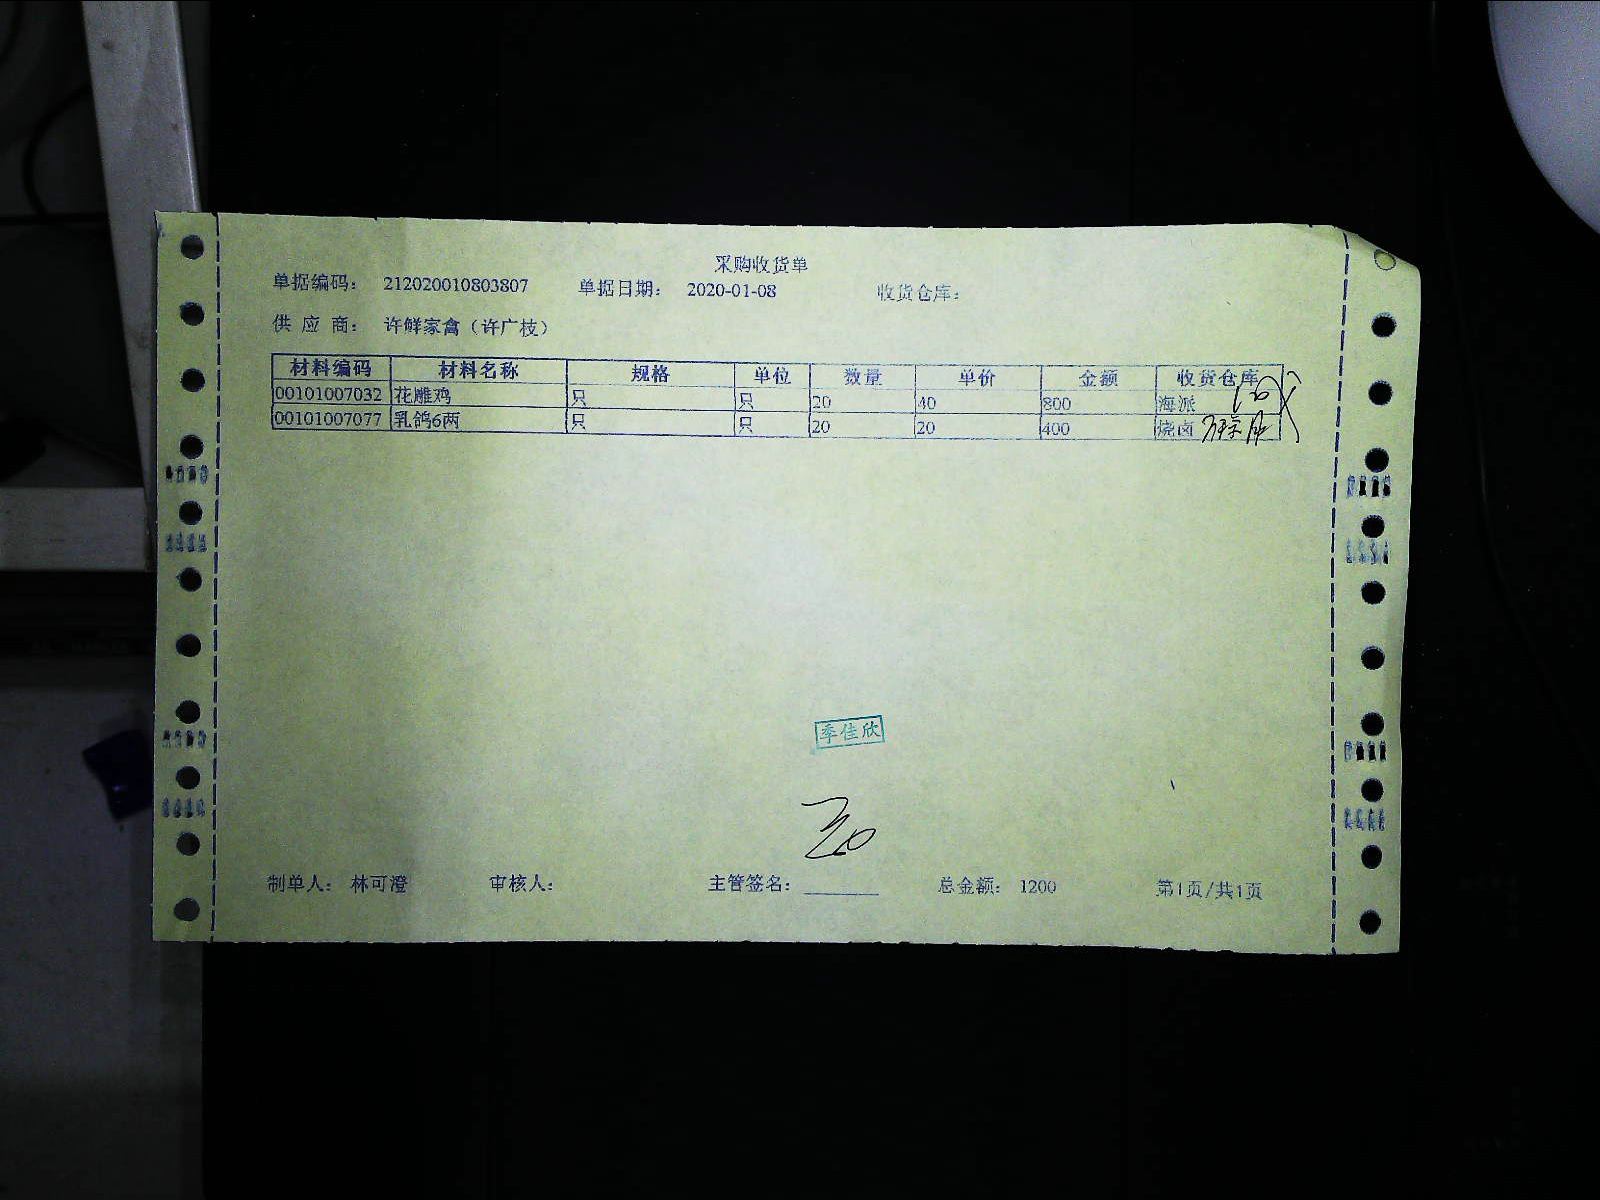 采购收货单
单据编码： 212020010803807 单据日期： 2020-01-08 收货仓库：
供 应 商： 许鲜家禽（许广枝）
材料编码 材料名称 规格 单位 数量 单价 金额 收货仓库
00101007032 花雕鸡 只 只 20 40 800 海派
00101007077 乳鸽6两 只 只 20 20 400 烧卤
季佳欣
制单人： 林可澄 审核人： 主管签名： 总金额： 1200 第1页/共1页